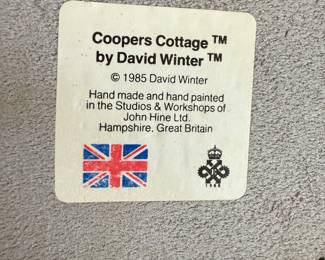 Coopers Cottage ™
by David Winter ™
© 1985 David Winter
Hand made and hand painted
in the Studios & Workshops of
John Hine Ltd.
Hampshire, Great Britain